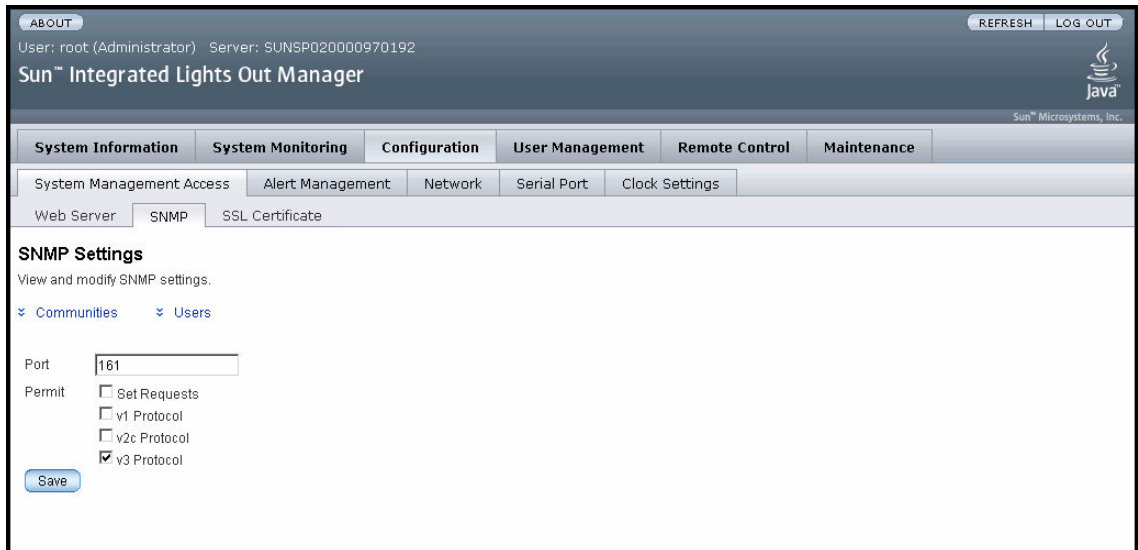 ABOUT
REFRESH LOG OUT
User: root (Administrator) Server: SUNSP020000970192
Sun™ Integrated Lights Out Manager
Java™
Sun™ Microsystems, Inc.
System Information System Monitoring Configuration User Management Remote Control Maintenance
System Management Access Alert Management Network Serial Port Clock Settings
Web Server SNMP SSL Certificate
SNMP Settings
View and modify SNMP settings.
Communities Users
Port 161
Permit Set Requests
v1 Protocol
v2c Protocol
v3 Protocol
Save